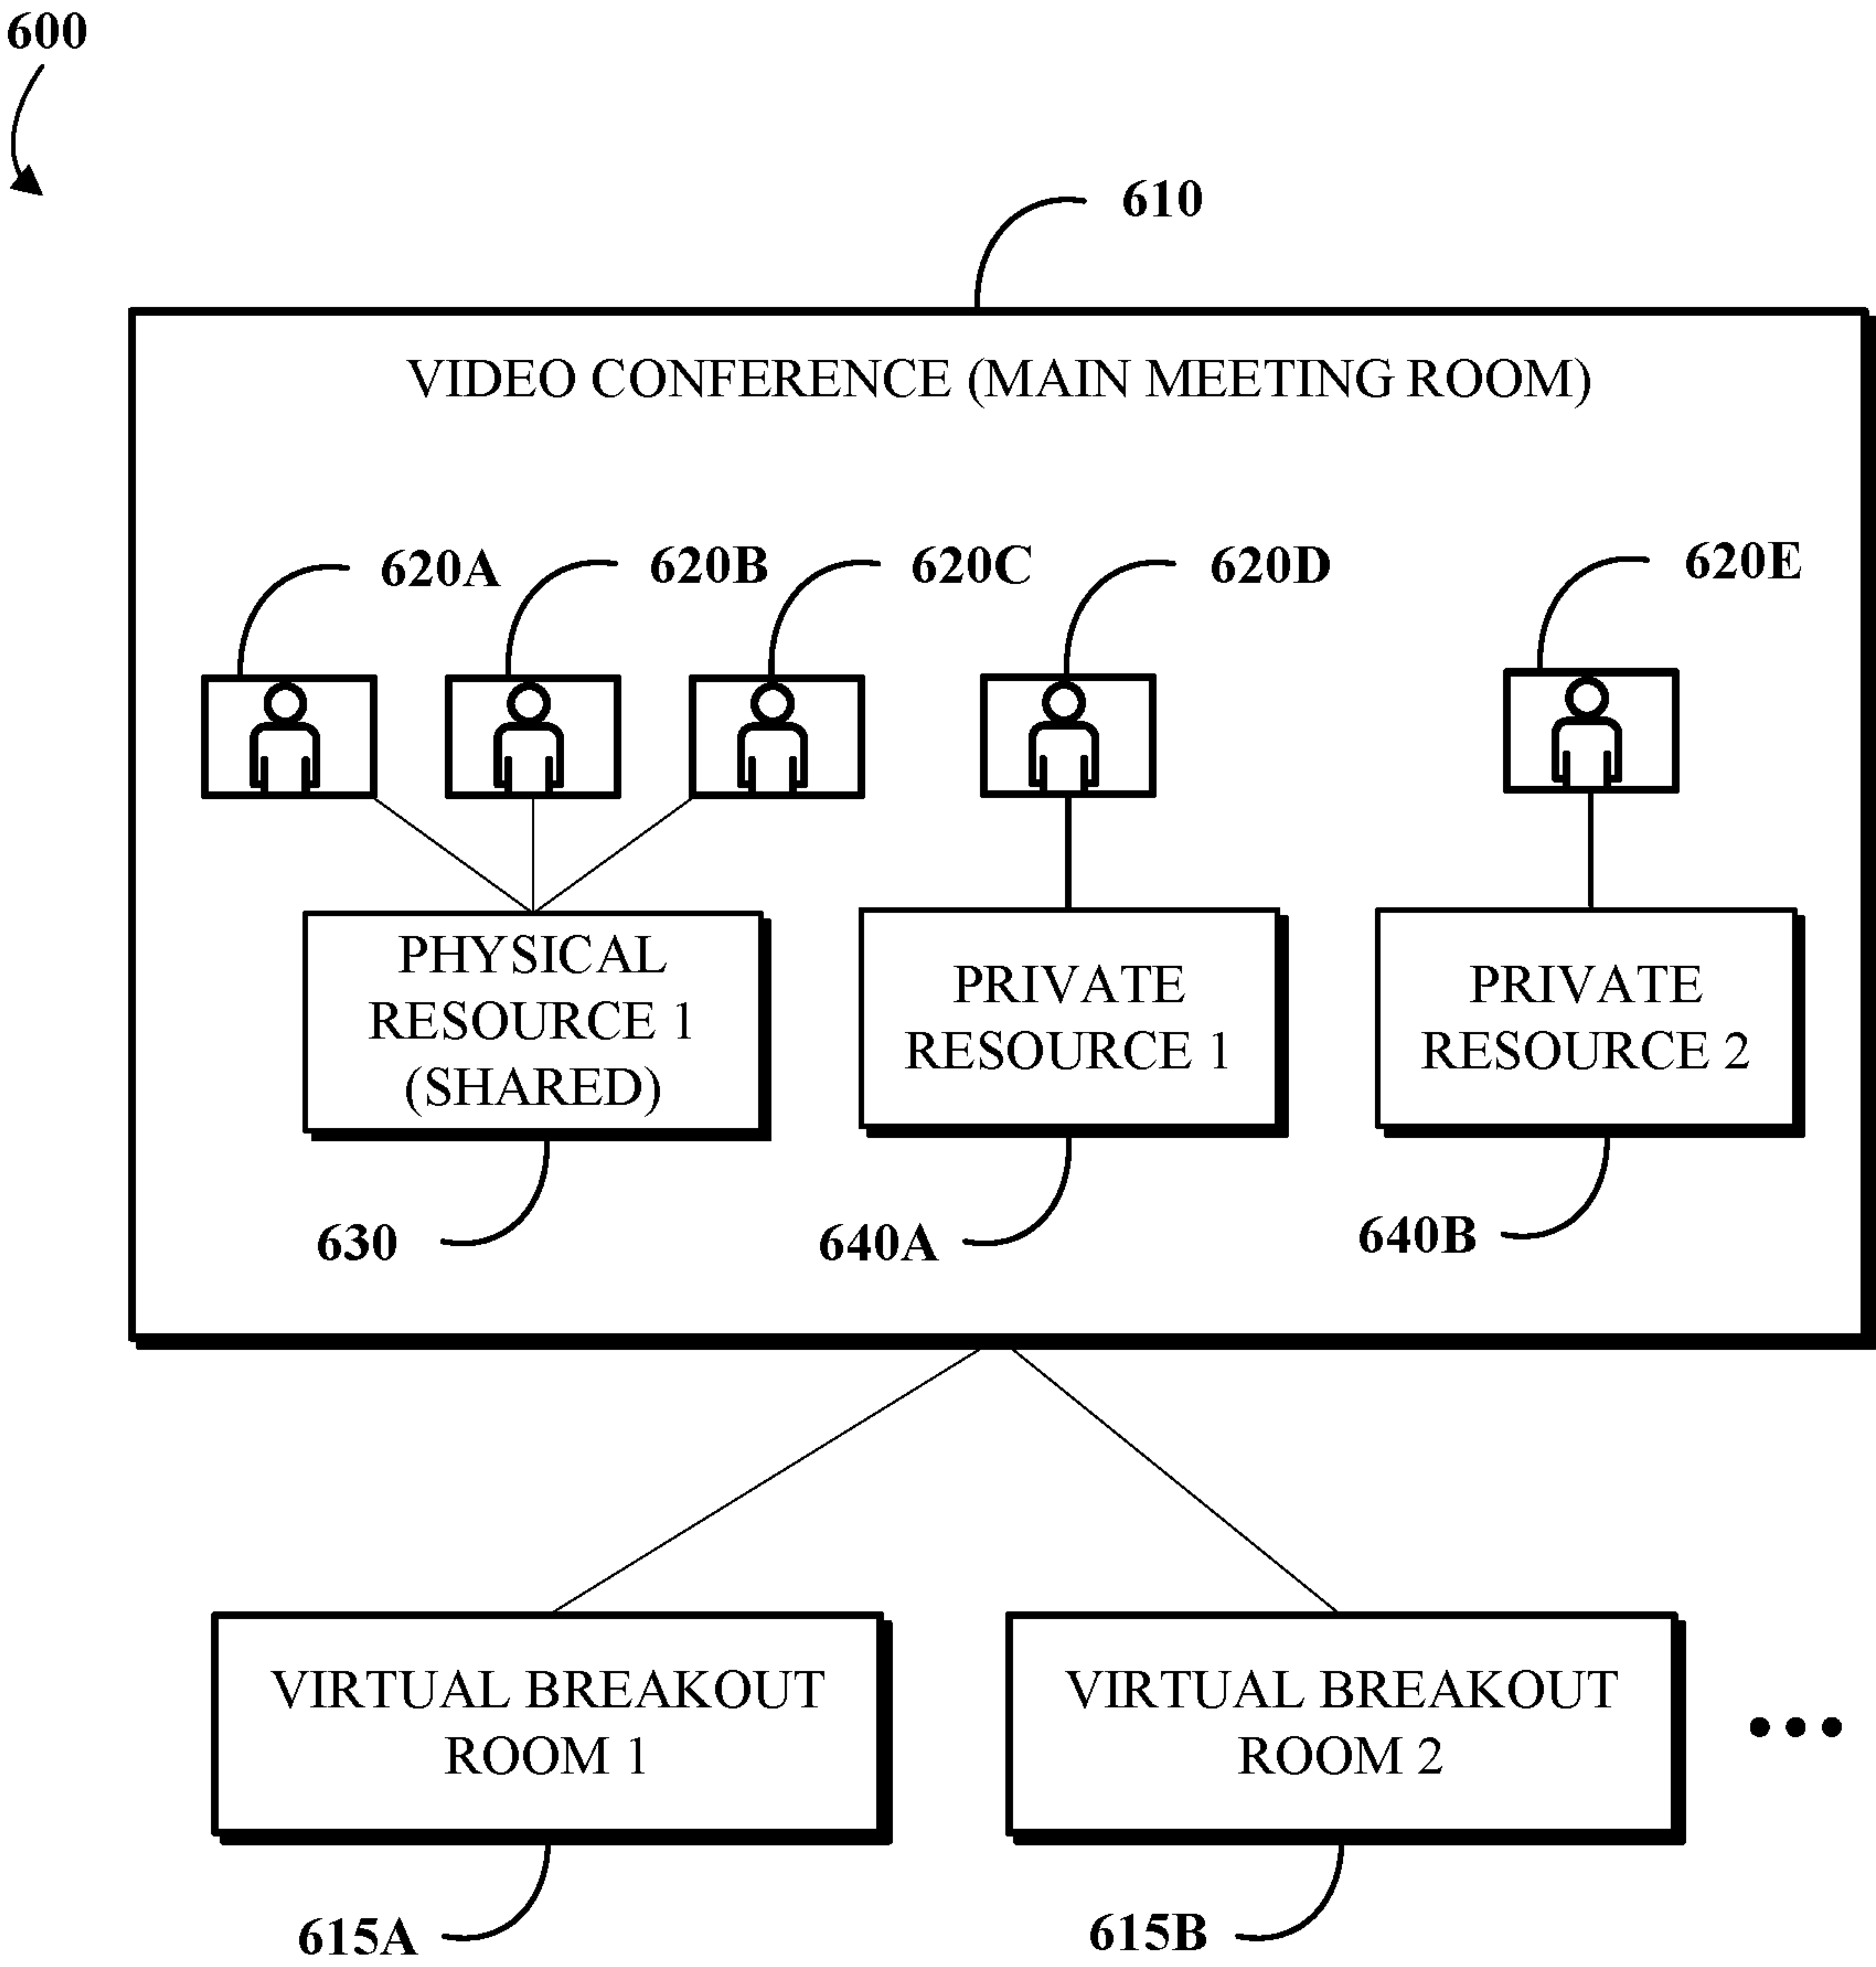 600
610
VIDEO CONFERENCE (MAIN MEETING ROOM)
620A
620B
620C
620D
620E
PHYSICAL
RESOURCE 1
(SHARED)
PRIVATE
RESOURCE 1
PRIVATE
RESOURCE 2
630
640A
640B
VIRTUAL BREAKOUT
ROOM 1
VIRTUAL BREAKOUT
ROOM 2
615A
615B